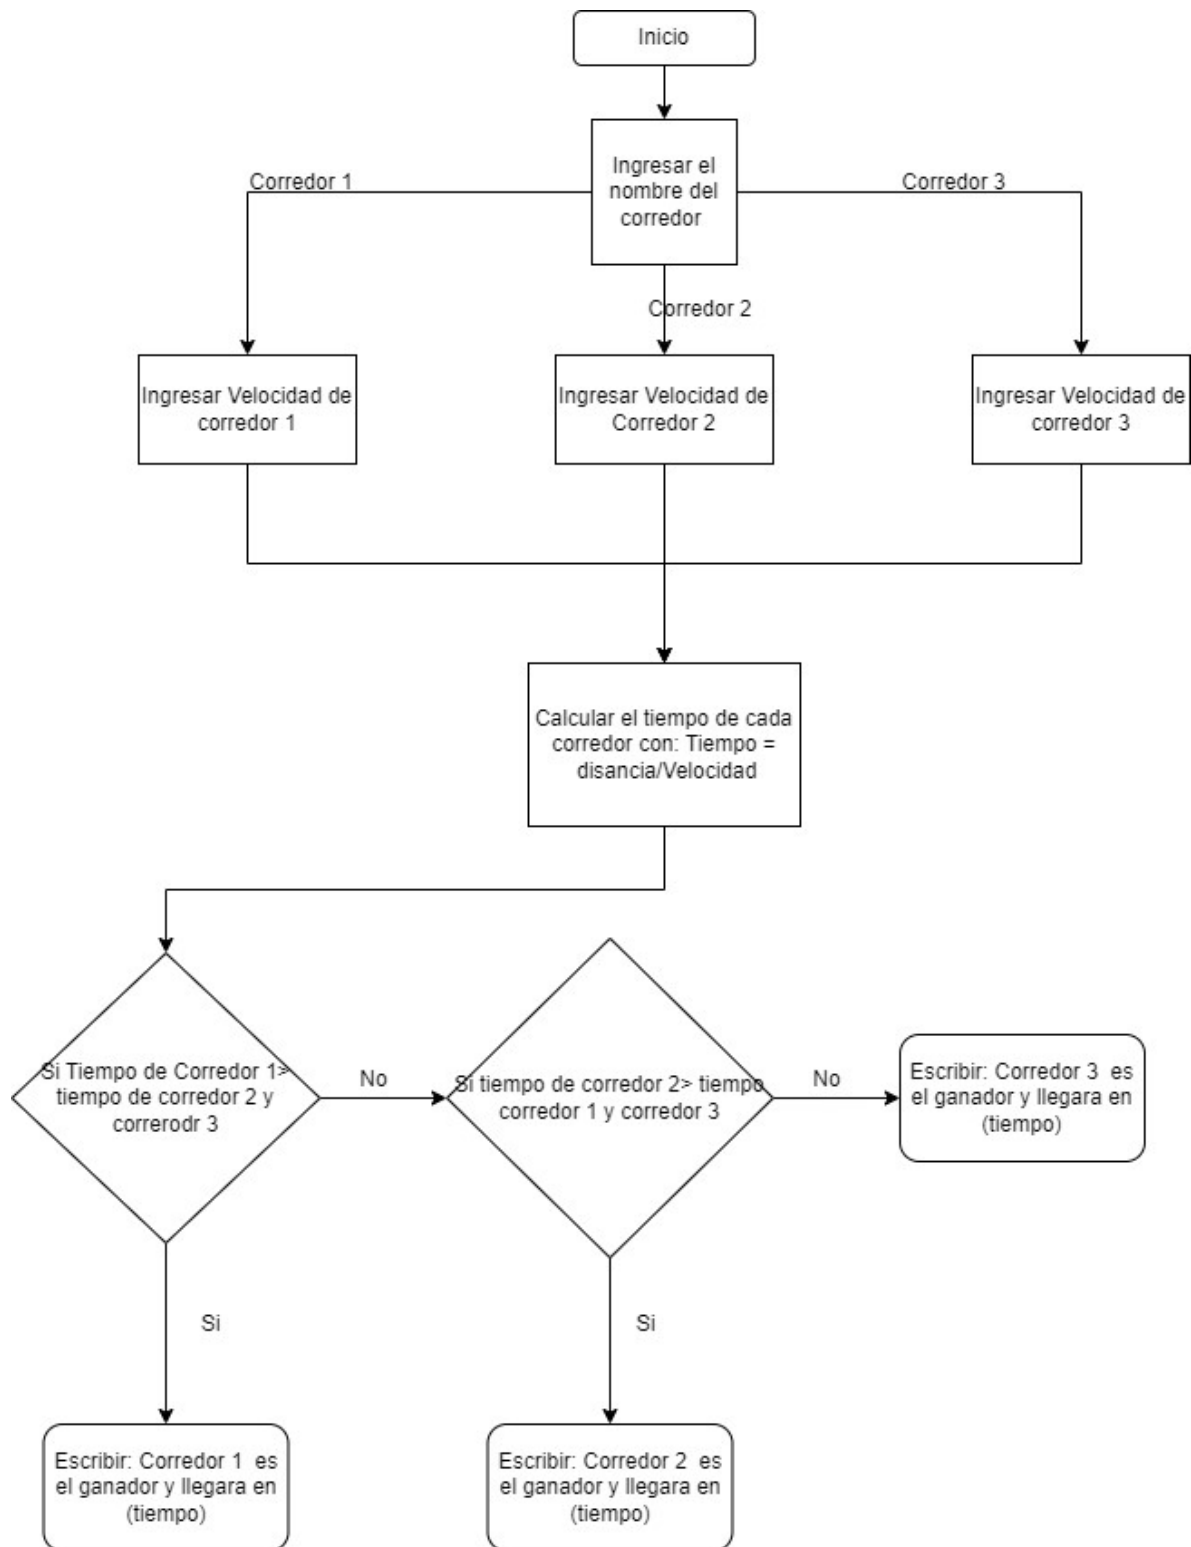 Inicio
Ingresar el
nombre del
corredor
Corredor 1
Corredor 3
Corredor 2
Ingresar Velocidad de
corredor 1
Ingresar Velocidad de
Corredor 2
Ingresar Velocidad de
corredor 3
Calcular el tiempo de cada
corredor con: Tiempo =
disancia/Velocidad
Si Tiempo de Corredor 1>
tiempo de corredor 2 y
correrodr 3
No
Si tiempo de corredor 2> tiempo
corredor 1 y corredor 3
No
Escribir: Corredor 3 es
el ganador y llegara en
(tiempo)
Si
Si
Escribir: Corredor 1 es
el ganador y llegara en
(tiempo)
Escribir: Corredor 2 es
el ganador y llegara en
(tiempo)